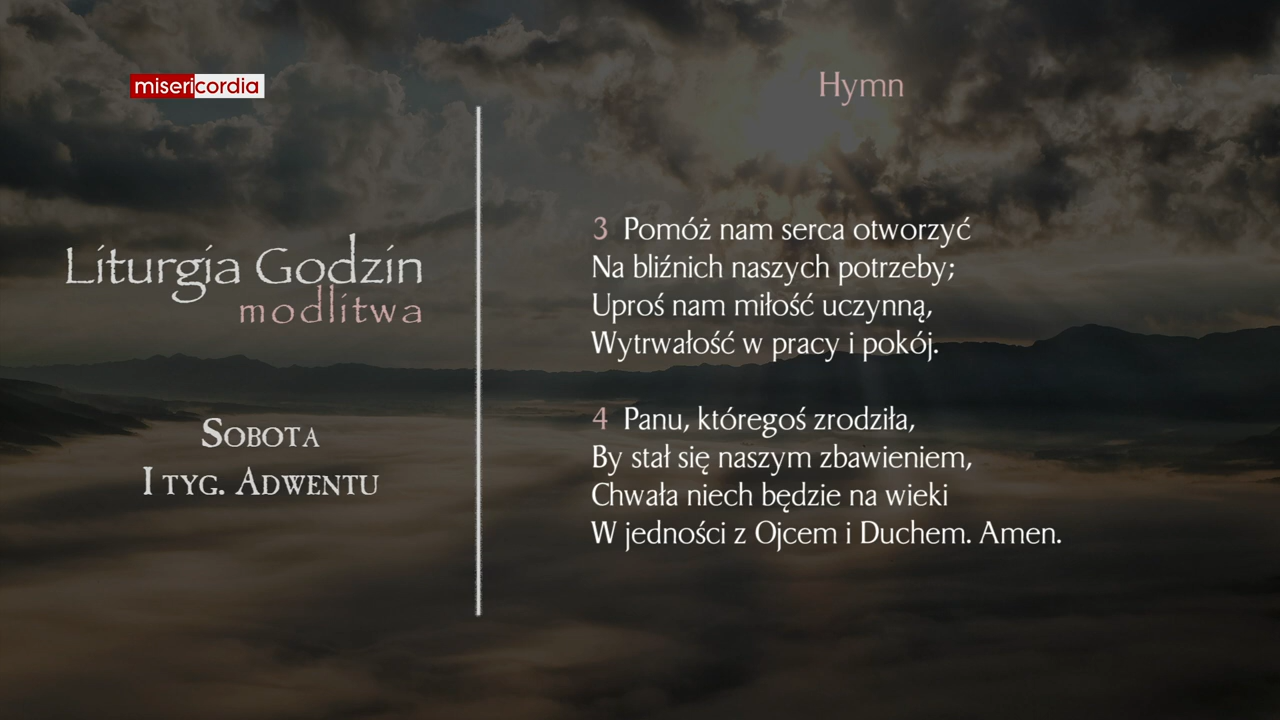 misericordia
Liturgia Godzin
modlitwa
Sobota
I tyg. Adwentu
Hymn
3 Pomóż nam serca otworzyć
Na bliźnich naszych potrzeby;
Uproś nam miłość uczynną,
Wytrwałość w pracy i pokój.
4 Panu, któregoś zrodziła,
By stał się naszym zbawieniem,
Chwała niech będzie na wieki
W jedności z Ojcem i Duchem. Amen.